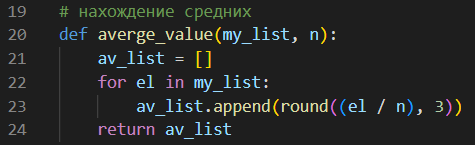 19 # нахождение средних
20 def averge_value(my_list, n):
21 av_list = []
22 for el in my_list:
23 av_list.append(round((el / n), 3))
24 return av_list